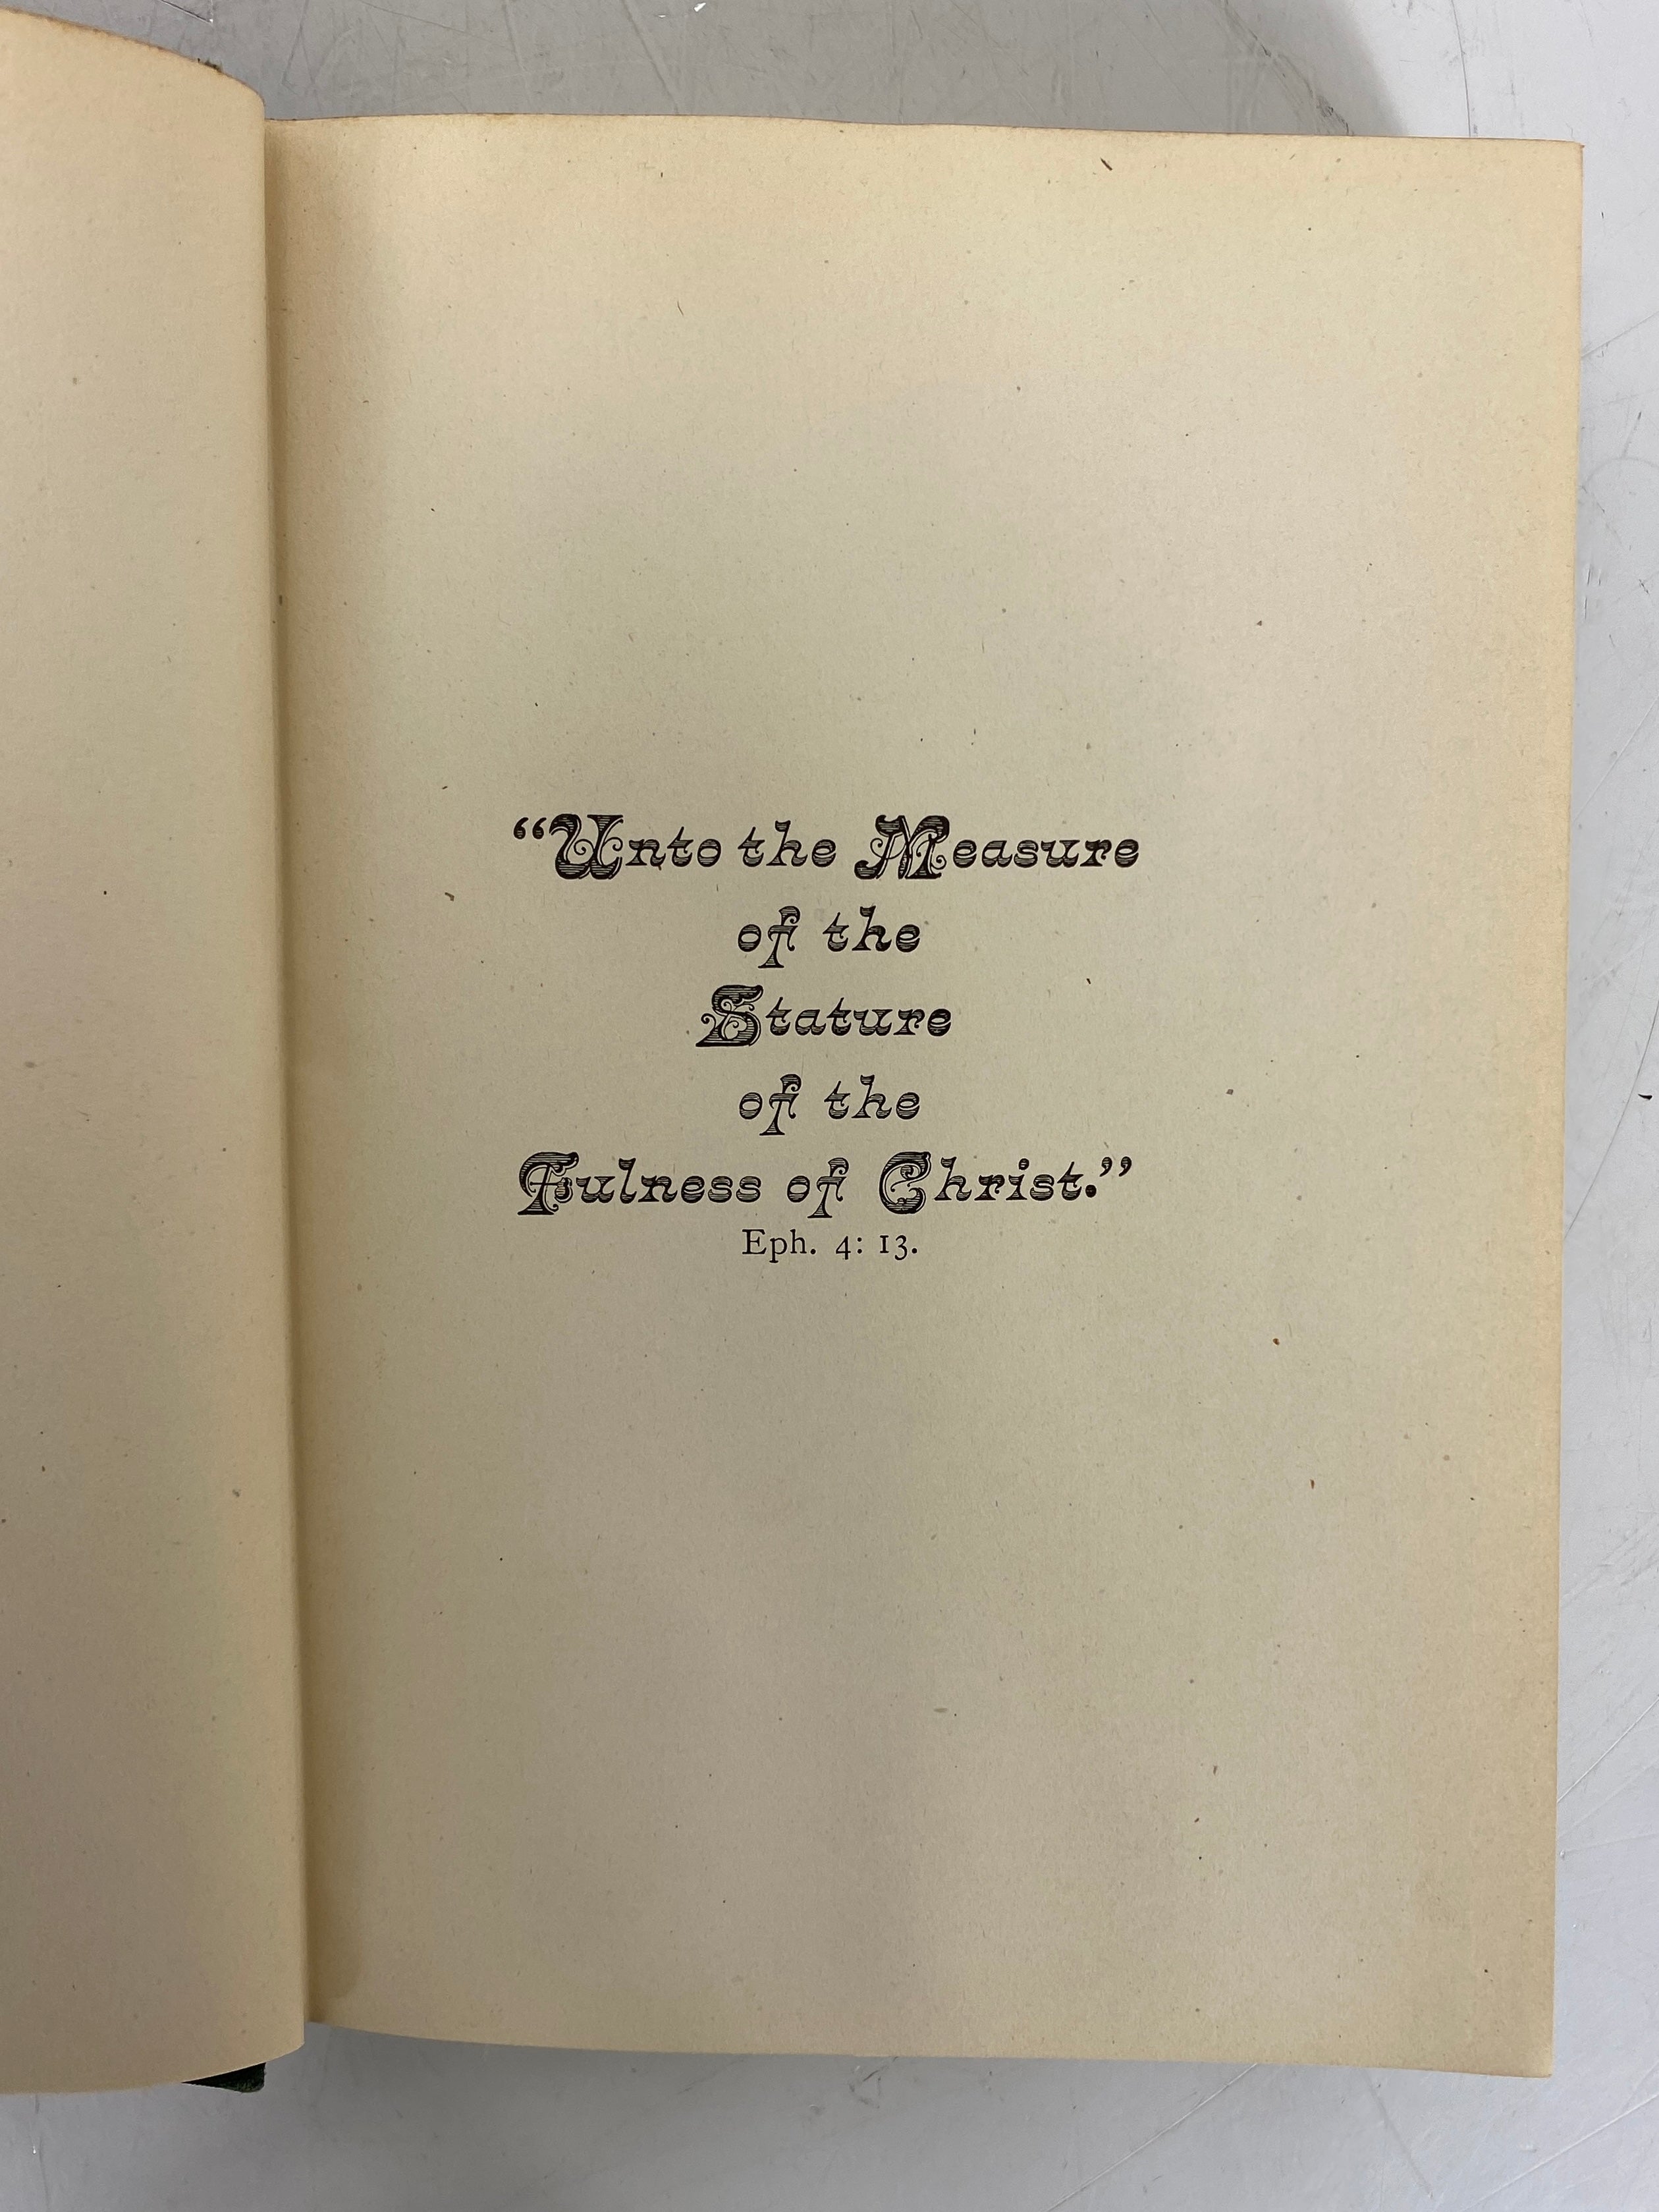 “Unto the Measure
of the
Stature
of the
Fulness of Christ.”
Eph. 4: 13.